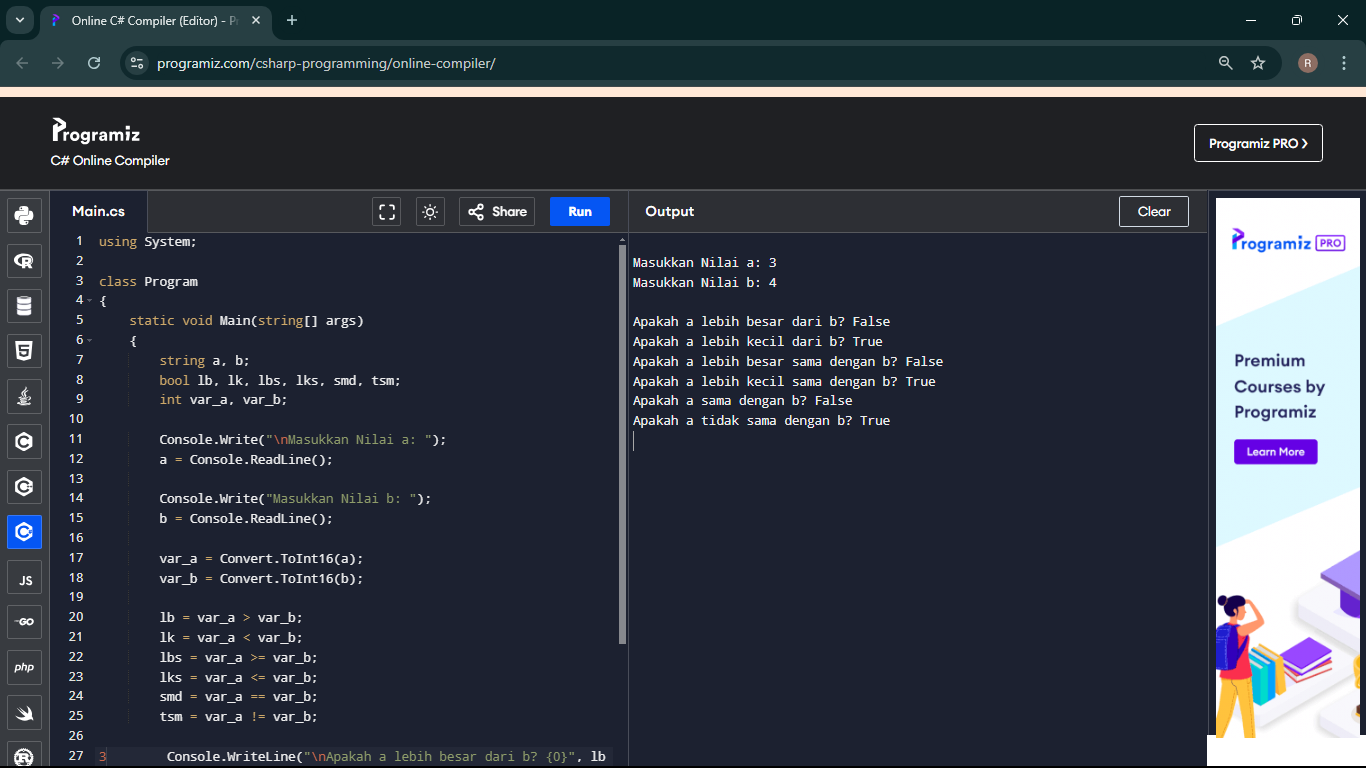 Online C# Compiler (Editor) - P
programiz.com/csharp-programming/online-compiler/
R
Programiz
C# Online Compiler
Programiz PRO
Main.cs
Share
Run
Output
Clear
1 using System;
2
3 class Program
4 {
5 static void Main(string[] args)
6 {
7 string a, b;
8 bool lb, lk, lbs, lks, smd, tsm;
9 int var_a, var_b;
10
11 Console.Write("\nMasukkan Nilai a: ");
12 a = Console.ReadLine();
13
14 Console.Write("Masukkan Nilai b: ");
15 b = Console.ReadLine();
16
17 var_a = Convert.ToInt16(a);
18 var_b = Convert.ToInt16(b);
19
20 lb = var_a > var_b;
21 lk = var_a < var_b;
22 lbs = var_a >= var_b;
23 lks = var_a <= var_b;
24 smd = var_a == var_b;
25 tsm = var_a != var_b;
26
27 3 Console.WriteLine("\nApakah a lebih besar dari b? {0}", lb
Masukkan Nilai a: 3
Masukkan Nilai b: 4
Apakah a lebih besar dari b? False
Apakah a lebih kecil dari b? True
Apakah a lebih besar sama dengan b? False
Apakah a lebih kecil sama dengan b? True
Apakah a sama dengan b? False
Apakah a tidak sama dengan b? True
R
5
C
C
C
JS
GO
php
R
Programiz PRO
Premium
Courses by
Programiz
Learn More